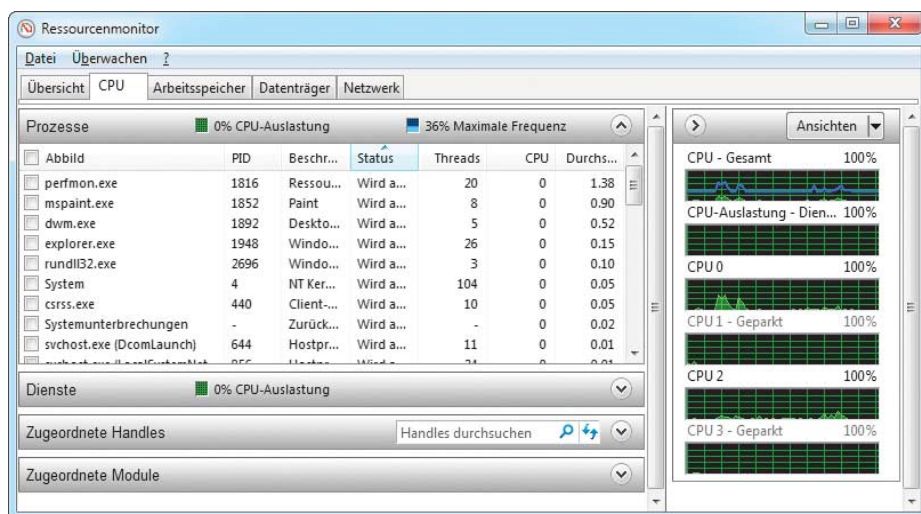 Ressourcenmonitor
Datei Überwachen ?
Übersicht CPU Arbeitsspeicher Datenträger Netzwerk
Prozesse 0% CPU-Auslastung 36% Maximale Frequenz
Abbild PID Beschr... Status Threads CPU Durchs...
perfmon.exe 1816 Ressou... Wird a... 20 0 1.38
mspaint.exe 1852 Paint Wird a... 8 0 0.90
dwm.exe 1892 Deskto... Wird a... 5 0 0.52
explorer.exe 1948 Windo... Wird a... 26 0 0.15
rundll32.exe 2696 Windo... Wird a... 3 0 0.10
System 4 NT Ker... Wird a... 104 0 0.05
csrss.exe 440 Client-... Wird a... 10 0 0.05
Systemunterbrechungen - Zurück... Wird a... - 0 0.02
svchost.exe (DcomLaunch) 644 Hostpr... Wird a... 11 0 0.01
Dienste 0% CPU-Auslastung
Zugeordnete Handles Handles durchsuchen
Zugeordnete Module
Ansichten
CPU - Gesamt 100%
CPU-Auslastung - Dien... 100%
CPU 0 100%
CPU 1 - Geparkt 100%
CPU 2 100%
CPU 3 - Geparkt 100%